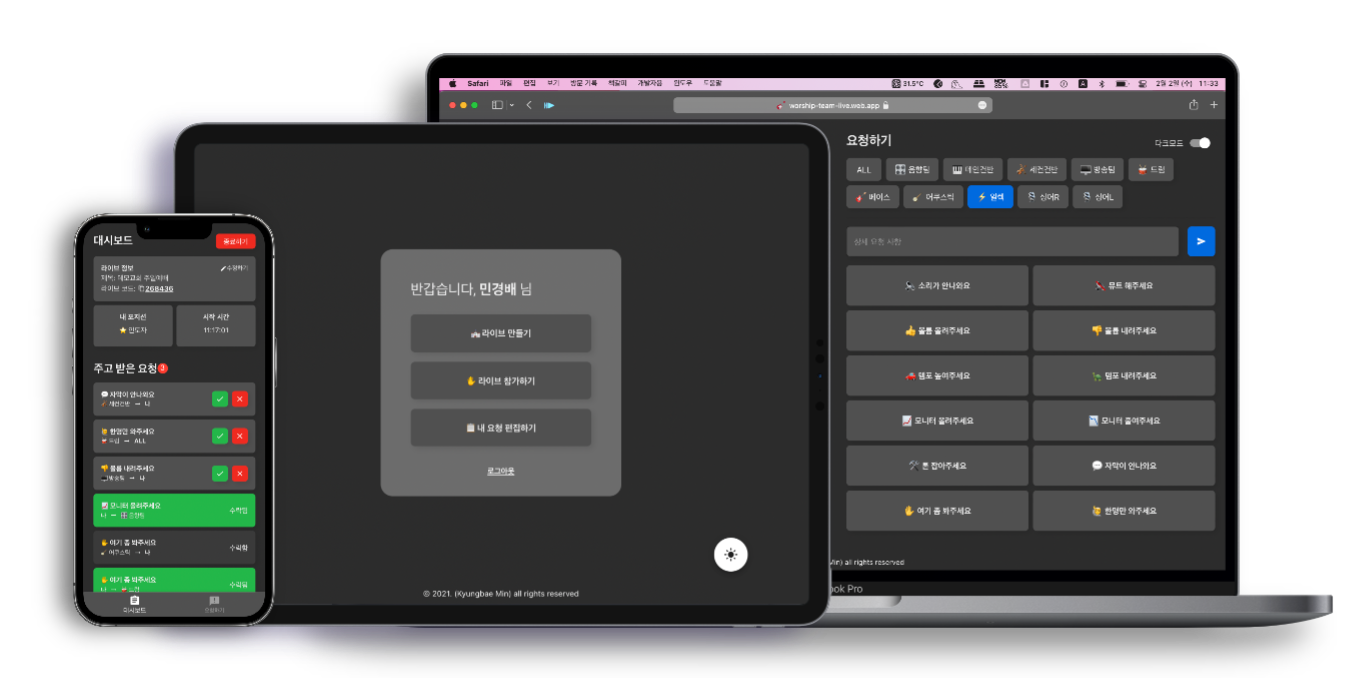 Safari 파일 편집 보기 방문 기록 책갈피 개발자용 윈도우 도움말
31.5°C
2월 2일 (수) 11:33
worship-team-live.web.app
요청하기
다크모드
ALL 음향팀 메인건반 세컨건반 방송팀 드럼
베이스 어쿠스틱 일렉 싱어R 싱어L
상세 요청 사항
소리가 안나와요 뮤트 해주세요
볼륨 올려주세요 볼륨 내려주세요
템포 높여주세요 템포 내려주세요
모니터 올려주세요 모니터 줄여주세요
톤 잡아주세요 자막이 안나와요
여기 좀 봐주세요 한명만 와주세요
Min) all rights reserved
ook Pro
반갑습니다, 민경배 님
라이브 만들기
라이브 참가하기
내 요청 편집하기
로그아웃
© 2021. (Kyungbae Min) all rights reserved
대시보드
종료하기
라이브 정보 수정하기
제목: 데모교회 주일예배
라이브 코드: 268436
내 포지션 시작 시간
인도자 11:17:01
주고 받은 요청
자막이 안나와요
세컨건반 → 나
한명만 와주세요
드럼 → ALL
볼륨 내려주세요
방송팀 → 나
모니터 올려주세요 수락됨
나 → 음향팀
여기 좀 봐주세요 수락함
어쿠스틱 → 나
여기 좀 봐주세요 수락됨
나 → 드럼
대시보드 요청하기